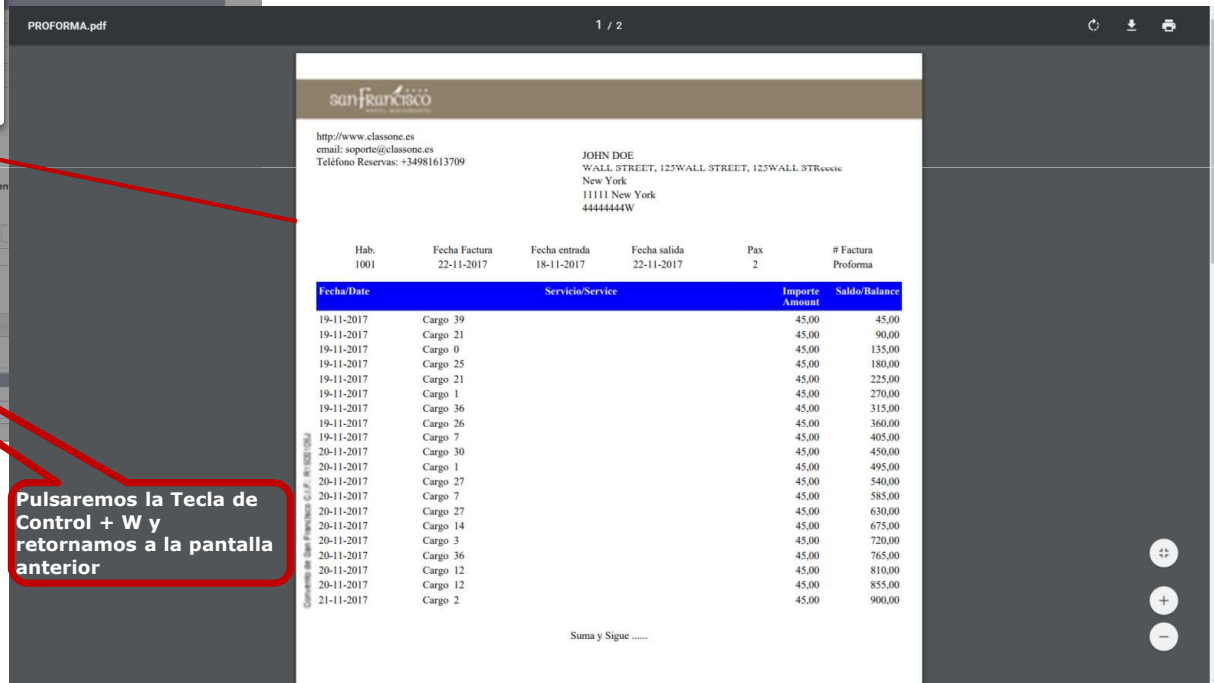 PROFORMA.pdf
1 / 2
sanfrancisco
HOTEL MONUMENTO
http://www.classone.es
email: soporte@classone.es
Teléfono Reservas: +34981613709
JOHN DOE
WALL STREET, 125WALL STREET, 125WALL STReeete
New York
11111 New York
44444444W
Hab. Fecha Factura Fecha entrada Fecha salida Pax # Factura
1001 22-11-2017 18-11-2017 22-11-2017 2 Proforma
Fecha/Date Servicio/Service Importe Saldo/Balance
Amount
19-11-2017 Cargo 39 45,00 45,00
19-11-2017 Cargo 21 45,00 90,00
19-11-2017 Cargo 0 45,00 135,00
19-11-2017 Cargo 25 45,00 180,00
19-11-2017 Cargo 21 45,00 225,00
19-11-2017 Cargo 1 45,00 270,00
19-11-2017 Cargo 36 45,00 315,00
19-11-2017 Cargo 26 45,00 360,00
19-11-2017 Cargo 7 45,00 405,00
20-11-2017 Cargo 30 45,00 450,00
20-11-2017 Cargo 1 45,00 495,00
20-11-2017 Cargo 27 45,00 540,00
20-11-2017 Cargo 7 45,00 585,00
20-11-2017 Cargo 27 45,00 630,00
20-11-2017 Cargo 14 45,00 675,00
20-11-2017 Cargo 3 45,00 720,00
20-11-2017 Cargo 36 45,00 765,00
20-11-2017 Cargo 12 45,00 810,00
20-11-2017 Cargo 12 45,00 855,00
21-11-2017 Cargo 2 45,00 900,00
Suma y Sigue ......
Convento de San Francisco C.I.F.: R1500105J
Pulsaremos la Tecla de
Control + W y
retornamos a la pantalla
anterior